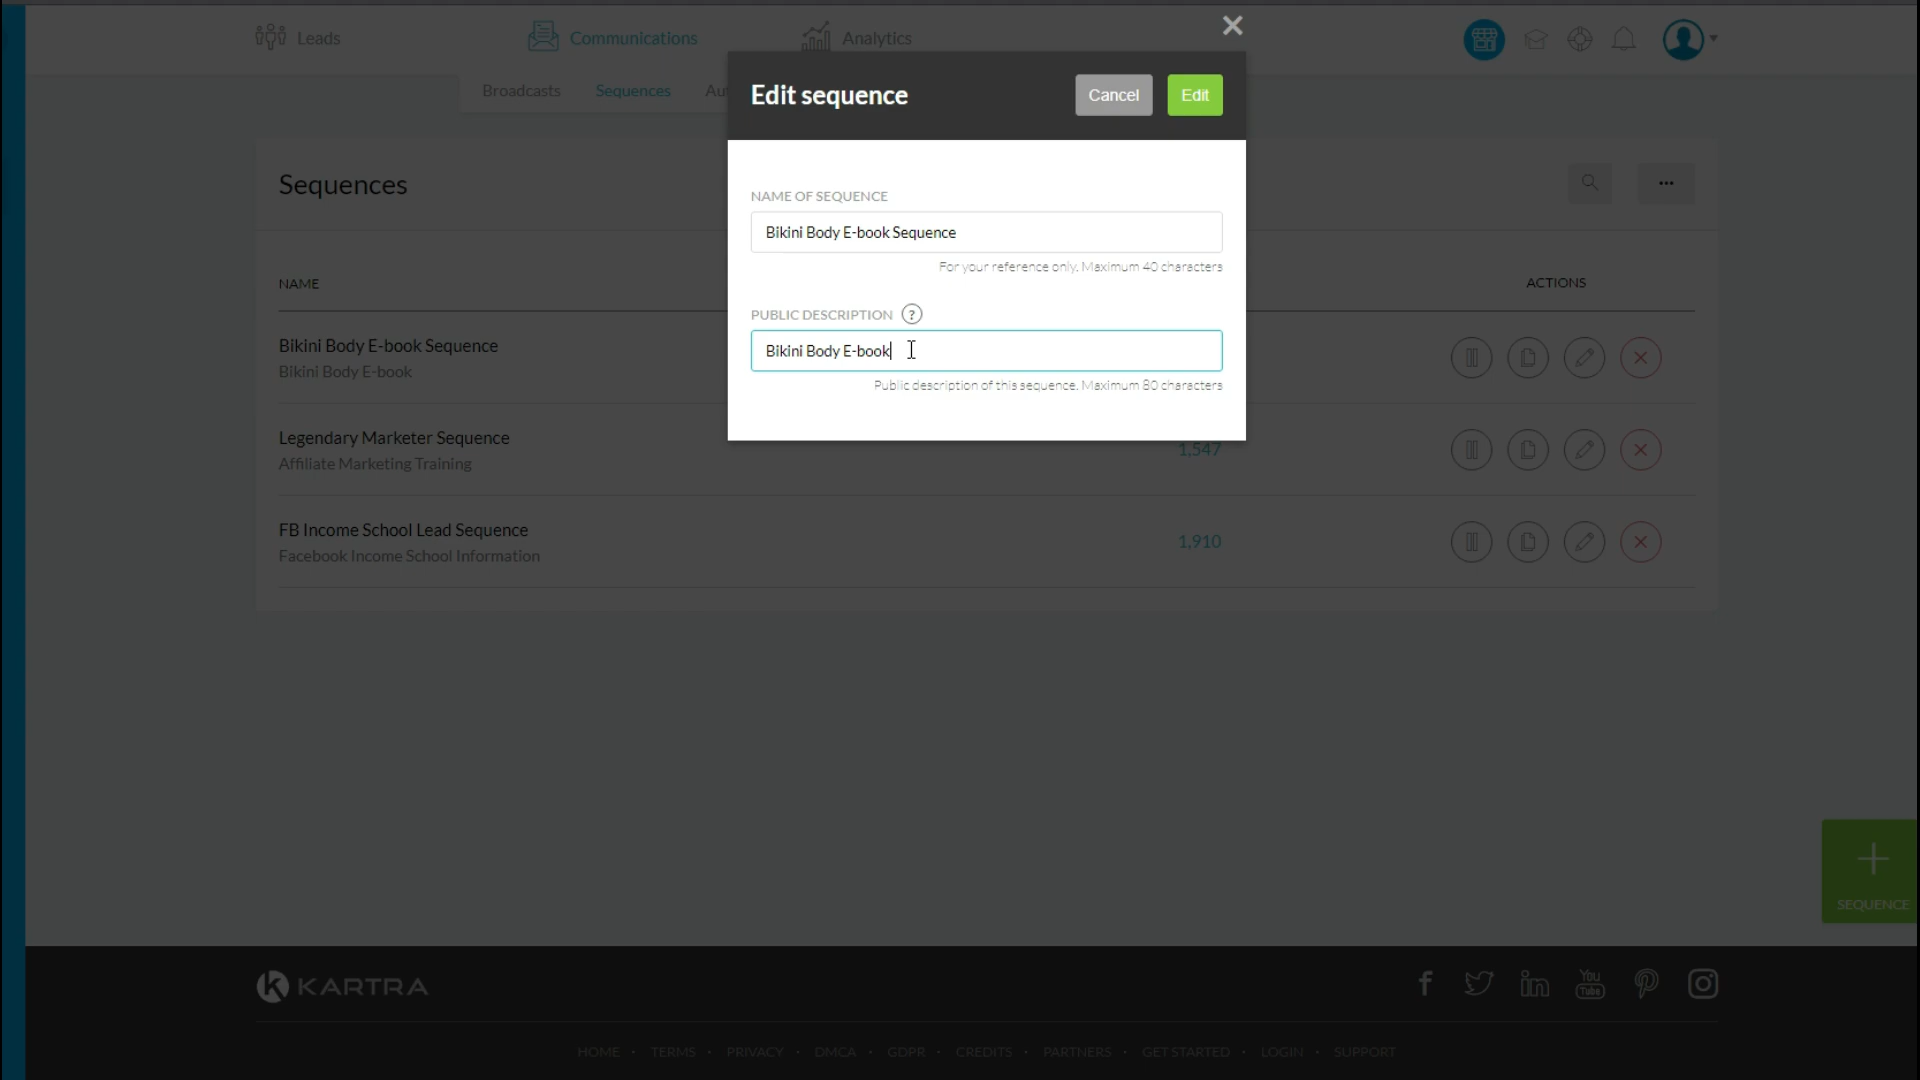 Leads
Communications
Analytics
Broadcasts
Sequences
Au
Edit sequence
Cancel
Edit
Sequences
...
NAME OF SEQUENCE
Bikini Body E-book Sequence
For your reference only. Maximum 40 characters
PUBLIC DESCRIPTION ?
Bikini Body E-book
Public description of this sequence. Maximum 80 characters
NAME
ACTIONS
Bikini Body E-book Sequence
Bikini Body E-book
Legendary Marketer Sequence
Affiliate Marketing Training
1,547
FB Income School Lead Sequence
Facebook Income School Information
1,910
SEQUENCE
KARTRA
You Tube
HOME • TERMS • PRIVACY • DMCA • GDPR • CREDITS • PARTNERS • GET STARTED • LOGIN • SUPPORT